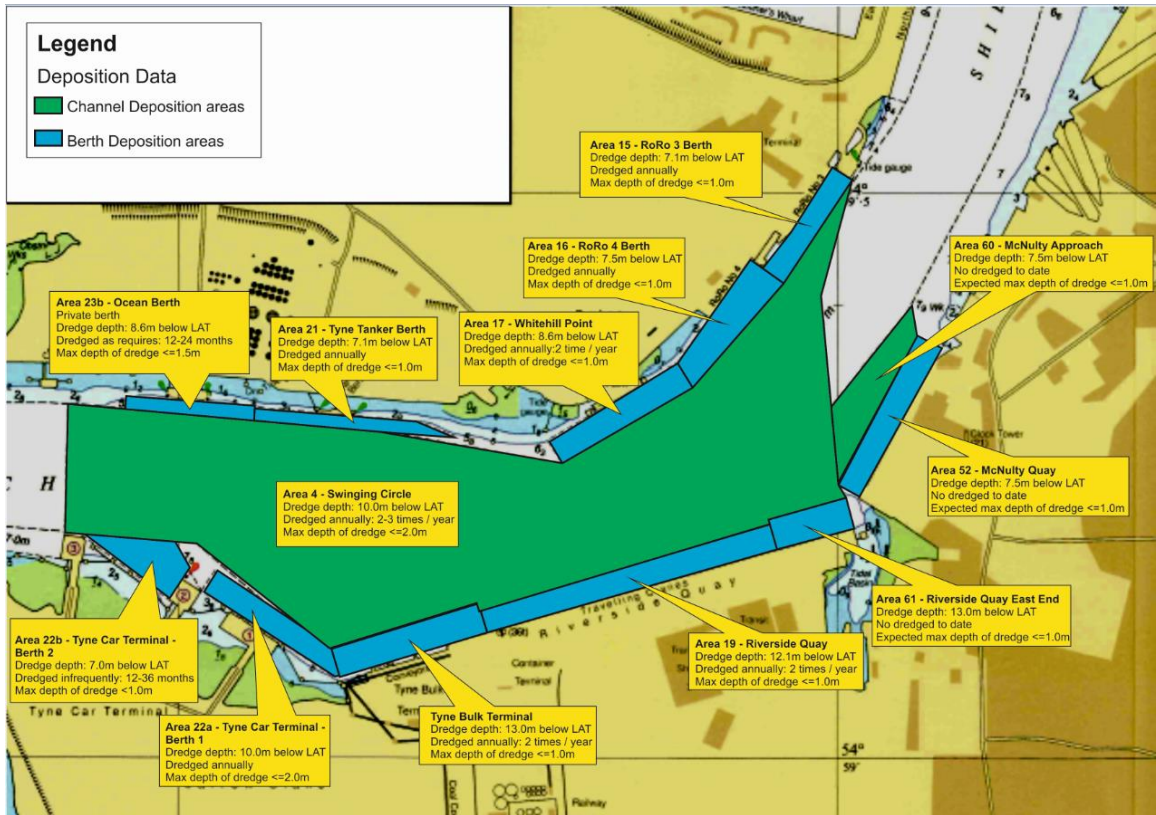 Legend
Deposition Data
Channel Deposition areas
Berth Deposition areas
Area 15 - RoRo 3 Berth
Dredge depth: 7.1m below LAT
Dredged annually
Max depth of dredge <=1.0m
Area 16 - RoRo 4 Berth
Dredge depth: 7.5m below LAT
Dredged annually
Max depth of dredge <=1.0m
Area 60 - McNulty Approach
Dredge depth: 7.5m below LAT
No dredged to date
Expected max depth of dredge <=1.0m
Area 23b - Ocean Berth
Private berth
Dredge depth: 8.6m below LAT
Dredged as requires: 12-24 months
Max depth of dredge <=1.5m
Area 21 - Tyne Tanker Berth
Dredge depth: 7.1m below LAT
Dredged annually
Max depth of dredge <=1.0m
Area 17 - Whitehill Point
Dredge depth: 8.6m below LAT
Dredged annually:2 time / year
Max depth of dredge <=1.0m
Area 4 - Swinging Circle
Dredge depth: 10.0m below LAT
Dredged annually: 2-3 times / year
Max depth of dredge <=2.0m
Area 52 - McNulty Quay
Dredge depth: 7.5m below LAT
No dredged to date
Expected max depth of dredge <=1.0m
Area 22b - Tyne Car Terminal -
Berth 2
Dredge depth: 7.0m below LAT
Dredged infrequently: 12-36 months
Max depth of dredge <1.0m
Area 61 - Riverside Quay East End
Dredge depth: 13.0m below LAT
No dredged to date
Expected max depth of dredge <=1.0m
Area 19 - Riverside Quay
Dredge depth: 12.1m below LAT
Dredged annually: 2 times / year
Max depth of dredge <=1.0m
Area 22a - Tyne Car Terminal -
Berth 1
Dredge depth: 10.0m below LAT
Dredged annually
Max depth of dredge <=2.0m
Tyne Bulk Terminal
Dredge depth: 13.0m below LAT
Dredged annually: 2 times / year
Max depth of dredge <=1.0m
RoRo No 3
RoRo No 4
Tide gauge
Tide
gauge
Clock Tower
Tidal
Basin
Travelling Cranes
Riverside Quay
Container
Terminal
Tyne Bulk
Tyne Car Terminal
Railway
C H
S H I
54°
59'